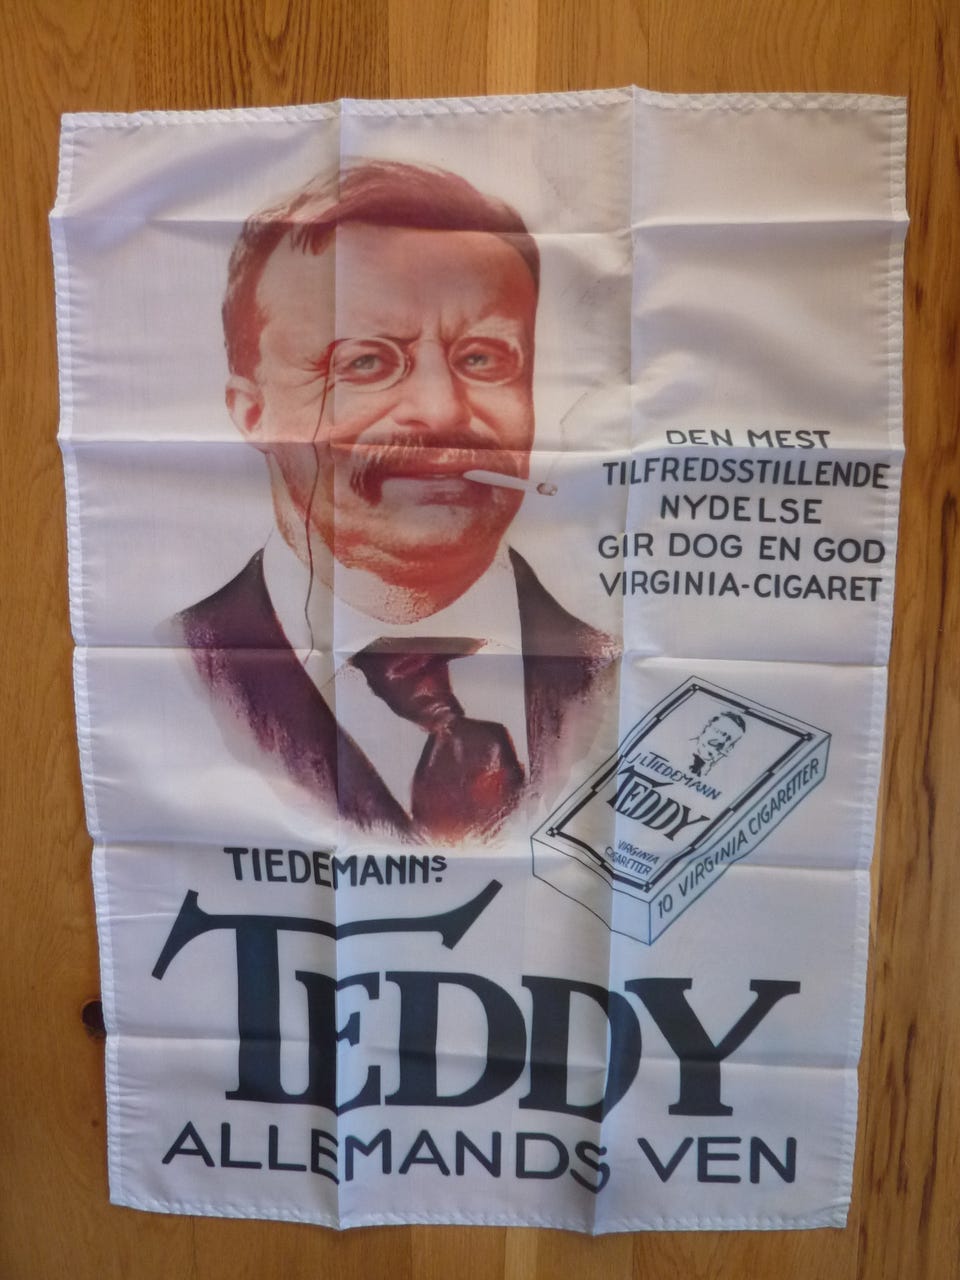 DEN MEST
TILFREDSSTILLENDE
NYDELSE
GIR DOG EN GOD
VIRGINIA-CIGARET
J.L.TIEDEMANN
TEDDY
VIRGINIA
CIGARETTER
10 VIRGINIA CIGARETTER
TIEDEMANNS.
TEDDY
ALLEMANDS VEN